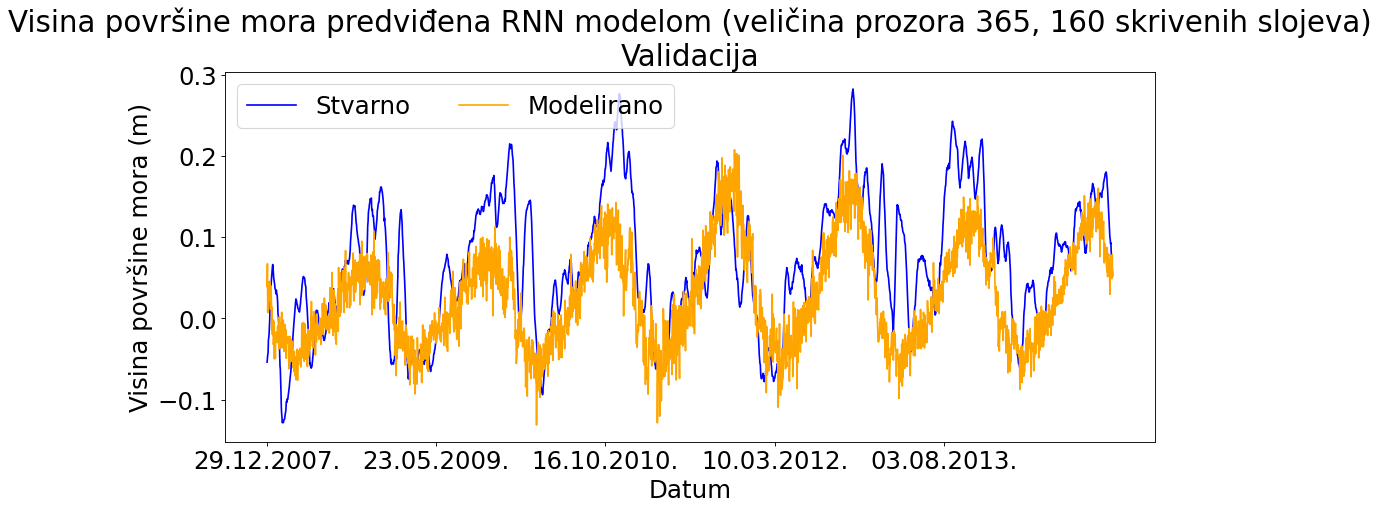 Visina površine mora predviđena RNN modelom (veličina prozora 365, 160 skrivenih slojeva)
Validacija
Stvarno
Modelirano
Visina površine mora (m)
0.3
0.2
0.1
0.0
−0.1
29.12.2007.
23.05.2009.
16.10.2010.
10.03.2012.
03.08.2013.
Datum